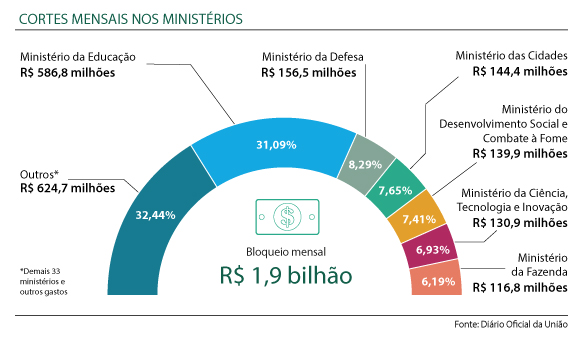 CORTES MENSAIS NOS MINISTÉRIOS
Ministério da Educação
R$ 586,8 milhões
Ministério da Defesa
R$ 156,5 milhões
Ministério das Cidades
R$ 144,4 milhões
Ministério do
Desenvolvimento Social e
Combate à Fome
R$ 139,9 milhões
Outros*
R$ 624,7 milhões
Ministério da Ciência,
Tecnologia e Inovação
R$ 130,9 milhões
Ministério
da Fazenda
R$ 116,8 milhões
32,44%
31,09%
8,29%
7,65%
7,41%
6,93%
6,19%
$
Bloqueio mensal
R$ 1,9 bilhão
*Demais 33
ministérios e
outros gastos
Fonte: Diário Oficial da União